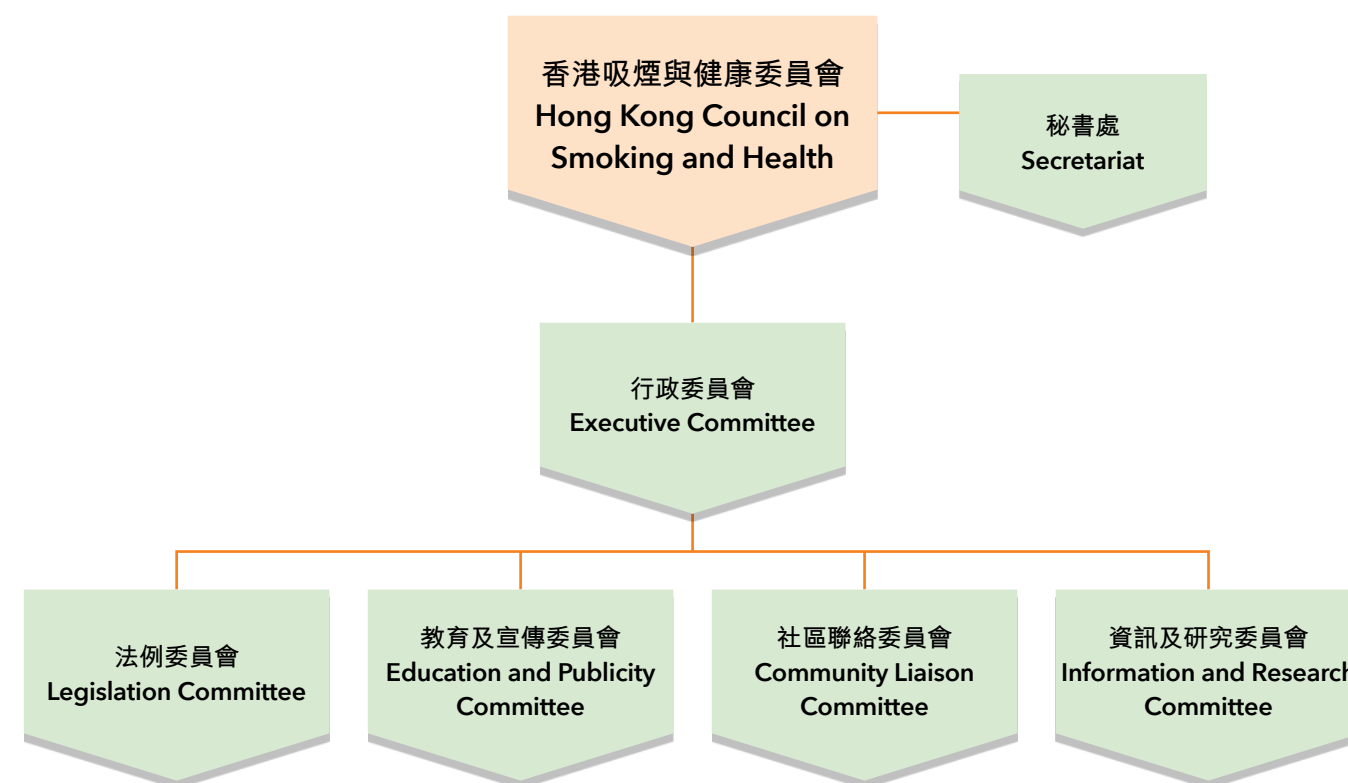 香港吸煙與健康委員會
Hong Kong Council on
Smoking and Health
秘書處
Secretariat
行政委員會
Executive Committee
法例委員會
Legislation Committee
教育及宣傳委員會
Education and Publicity
Committee
社區聯絡委員會
Community Liaison
Committee
資訊及研究委員會
Information and Research
Committee